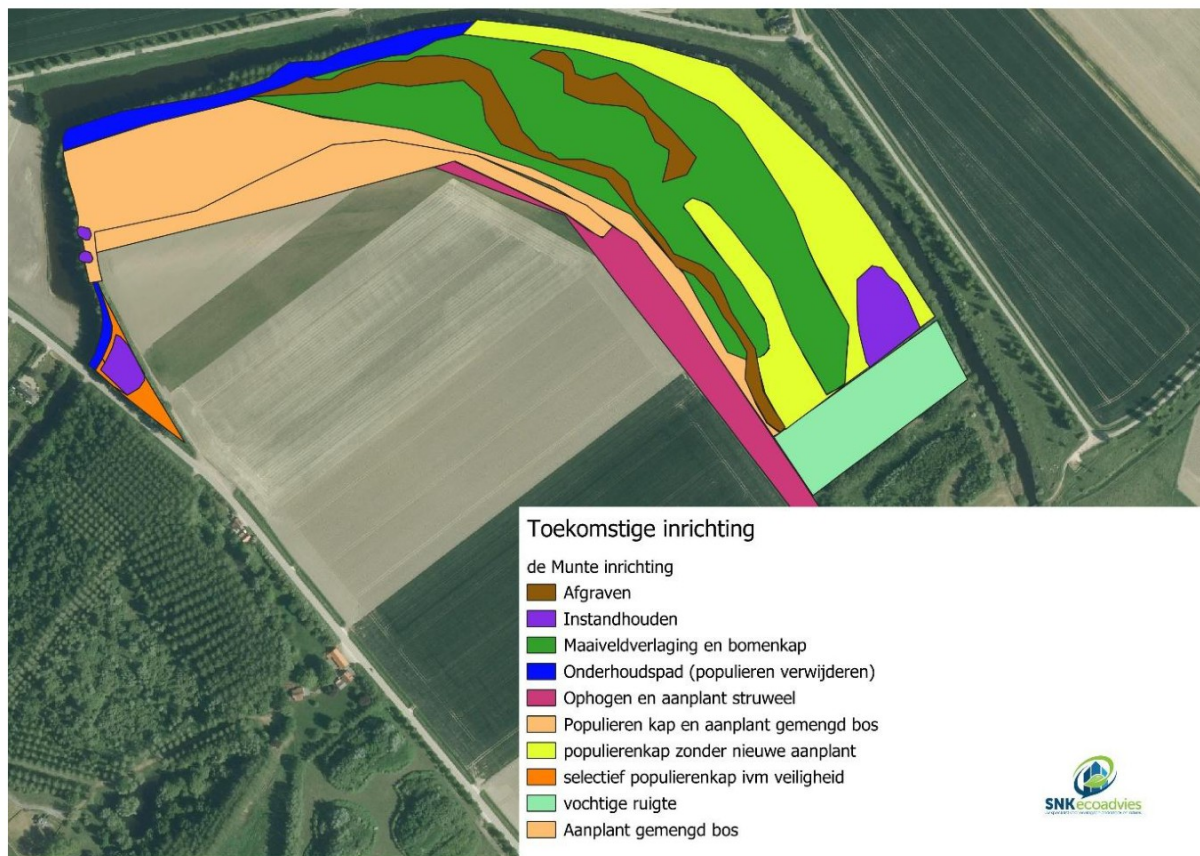 Toekomstige inrichting
de Munte inrichting
Afgraven
Instandhouden
Maaiveldverlaging en bomenkap
Onderhoudspad (populieren verwijderen)
Ophogen en aanplant struweel
Populieren kap en aanplant gemengd bos
populierenkap zonder nieuwe aanplant
selectief populierenkap ivm veiligheid
vochtige ruigte
Aanplant gemengd bos
SNKecoadvies